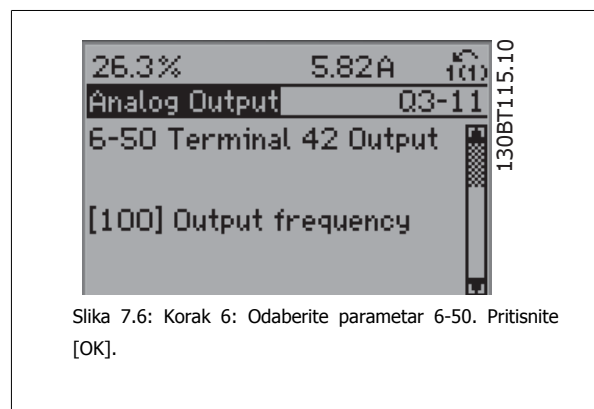 26.3% 5.82A 1(1)
Analog Output Q3-11
6-50 Terminal 42 Output
[100] Output frequency
130BT115.10
Slika 7.6: Korak 6: Odaberite parametar 6-50. Pritisnite
[OK].